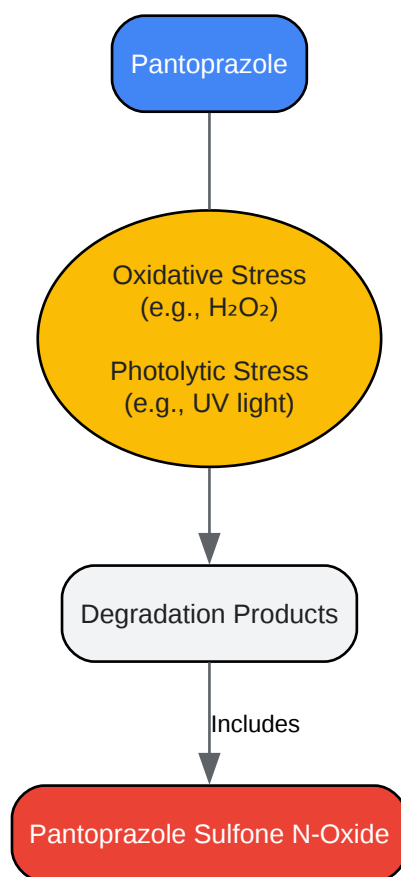 Pantoprazole
Oxidative Stress
(e.g., H₂O₂)
Photolytic Stress
(e.g., UV light)
Degradation Products
Includes
Pantoprazole Sulfone N-Oxide